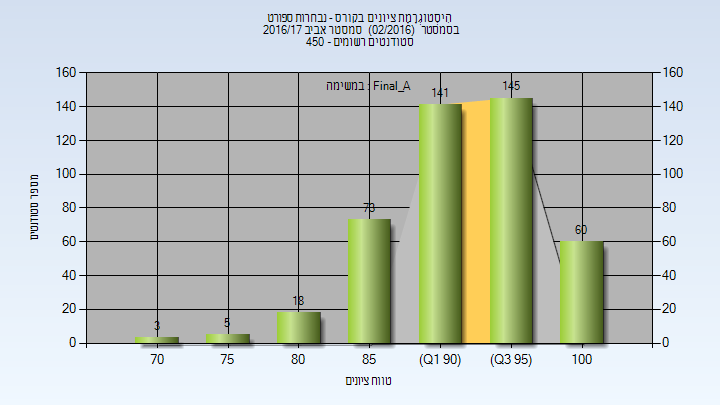 הִיסְטוֹגְרָמַת ציונים בקורס - נבחרות ספורט
בסמסטר (02/2016) סמסטר אביב 2016/17
סטודנטים רשומים - 450
במשימה : Final_A
160 160
140 140
120 120
100 100
80 80
60 60
40 40
20 20
0 0
3 5 18 73 141 145 60
70 75 80 85 (Q1 90) (Q3 95) 100
מספר סטודנטים
טווח ציונים